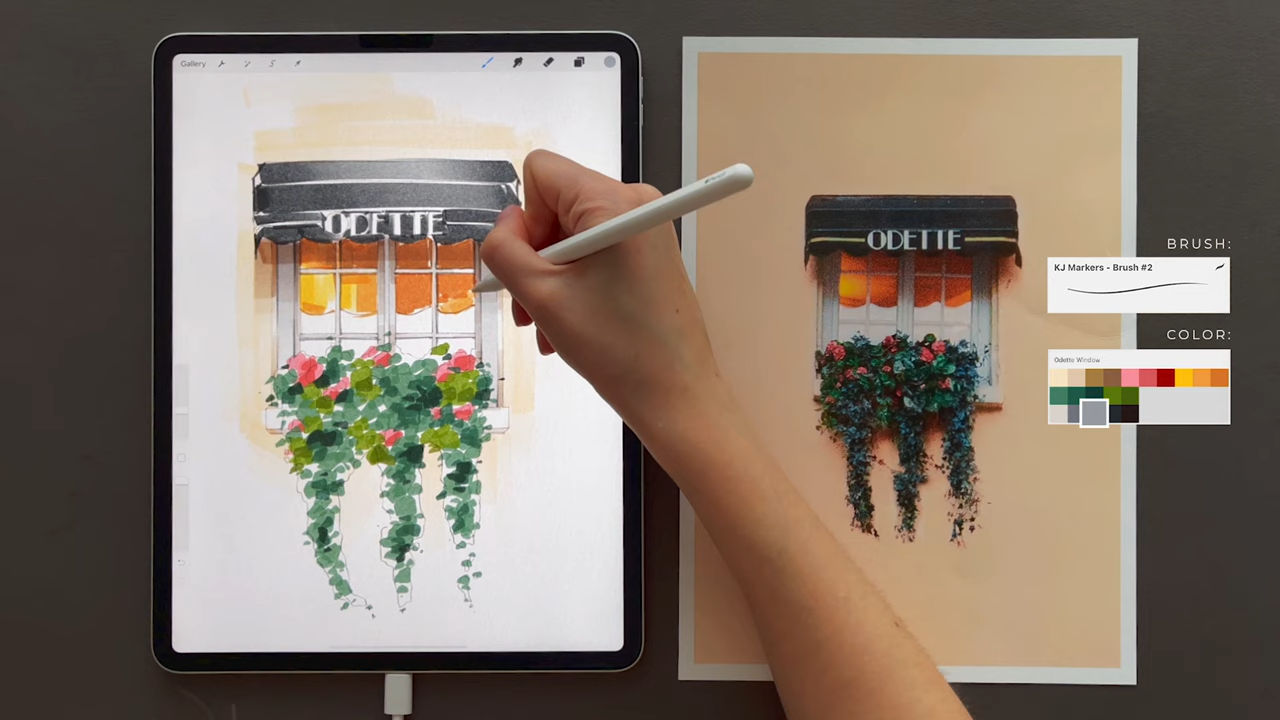 Gallery
ODETTE
ODETTE
BRUSH:
KJ Markers - Brush #2
COLOR:
Odette Window